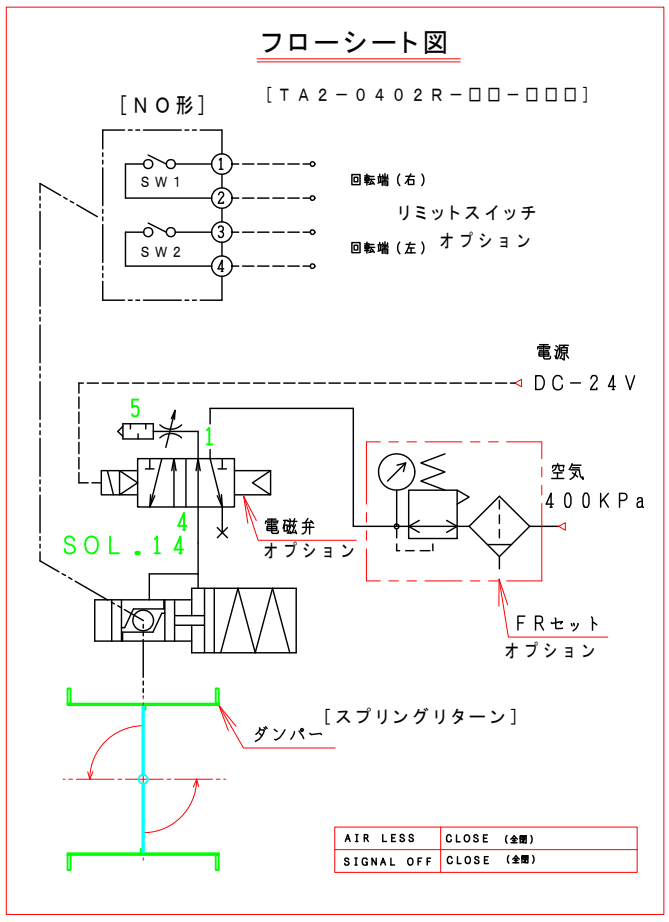 フローシート図
[TA2-0402R-□□-□□□]
[NO形]
SW1
1
2
回転端(右)
リミットスイッチ
オプション
SW2
3
4
回転端(左)
電源
DC-24V
5
1
4
SOL.14
電磁弁
オプション
空気
400KPa
FRセット
オプション
[スプリングリターン]
ダンパー
AIR LESS CLOSE (全閉)
SIGNAL OFF CLOSE (全閉)